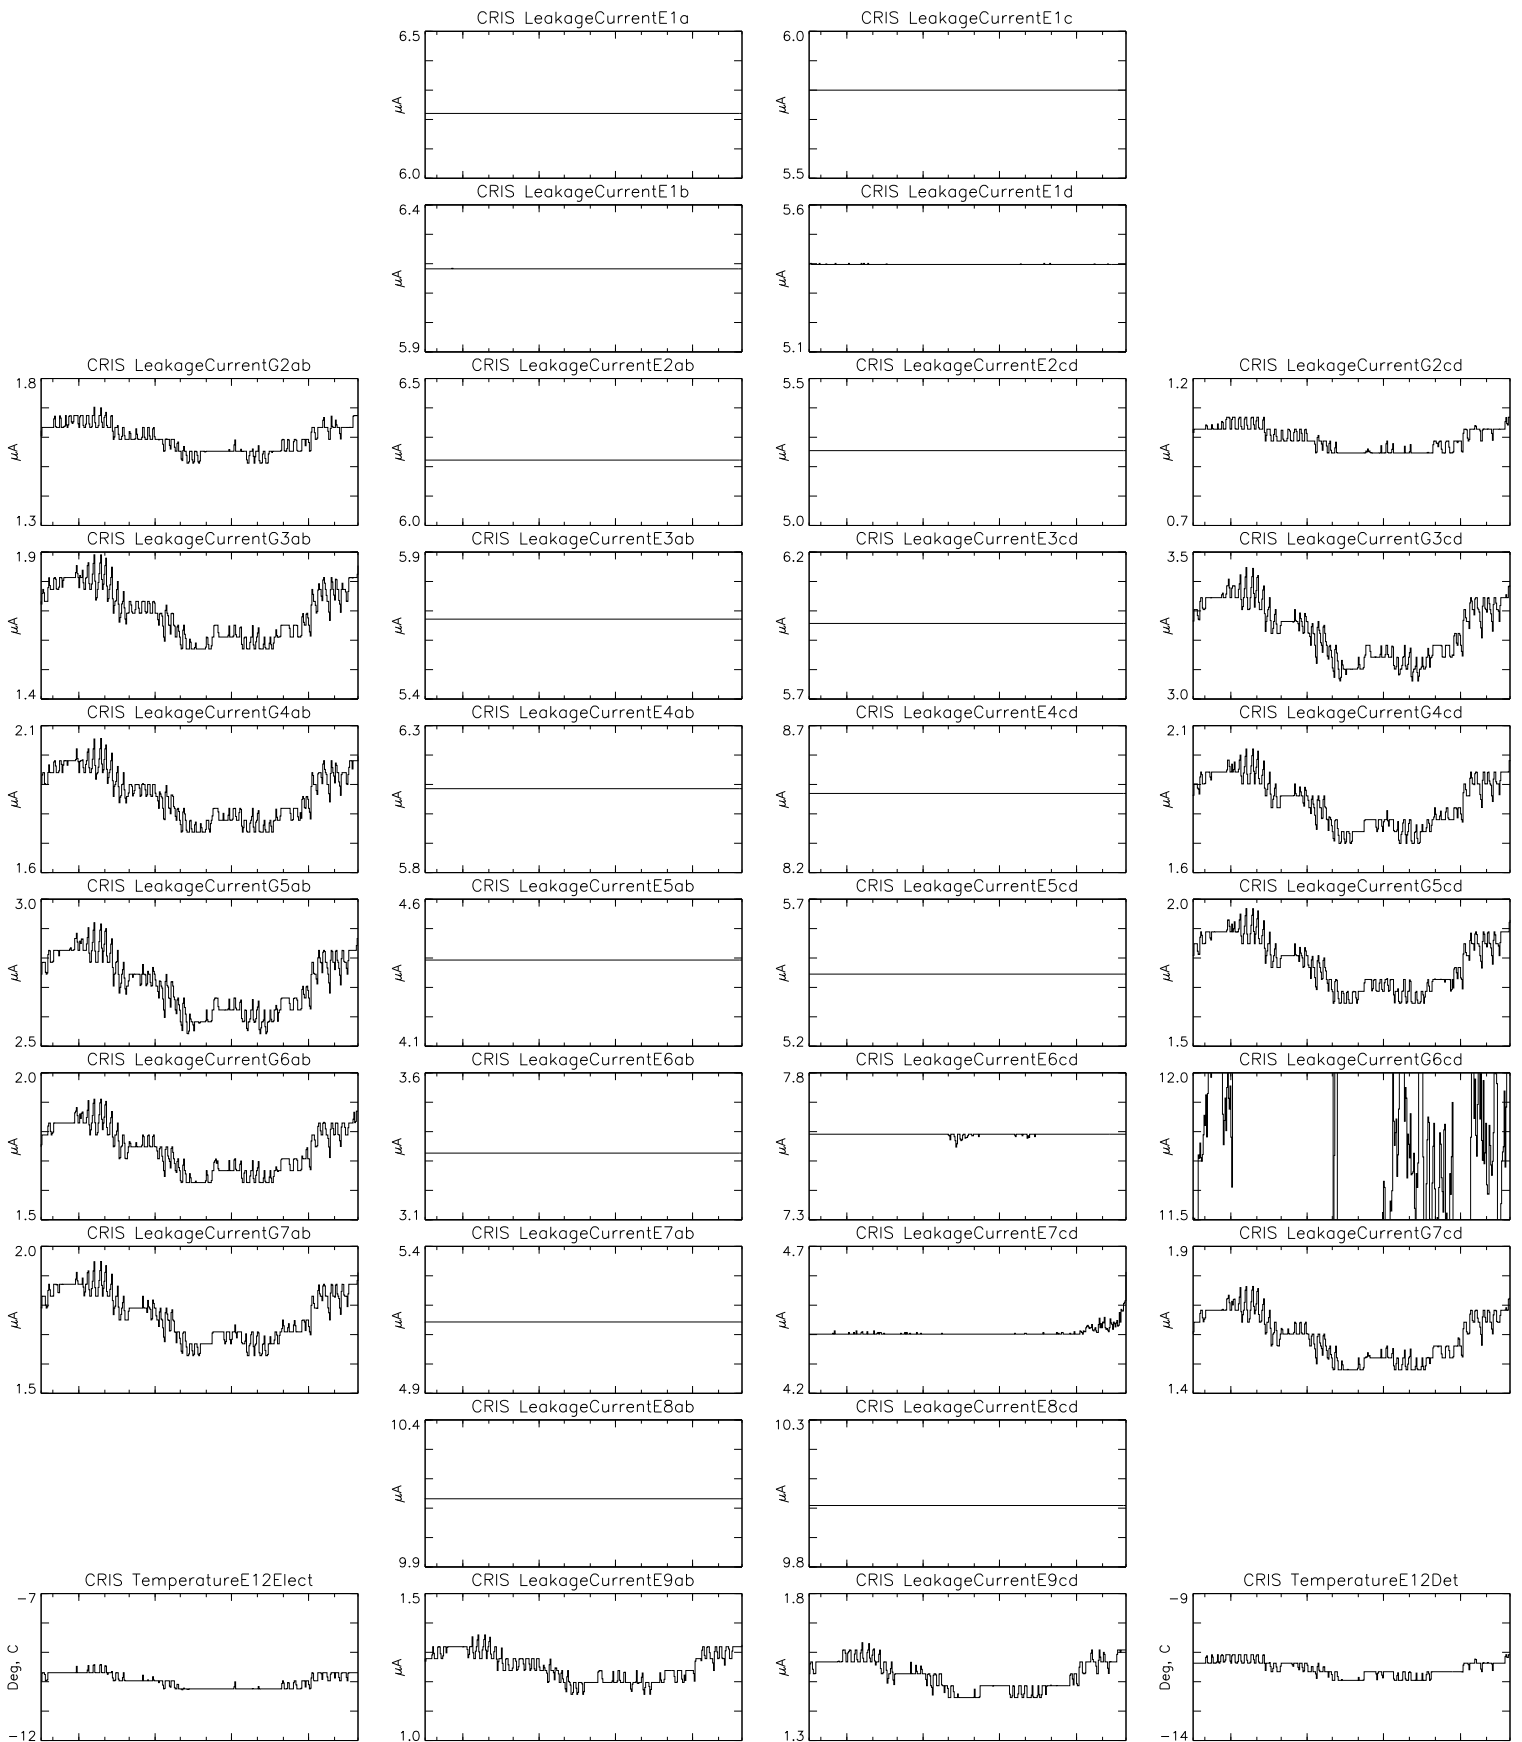 CRIS LeakageCurrentE1a
6.5
μA
6.0
CRIS LeakageCurrentE1c
6.0
μA
5.5
CRIS LeakageCurrentE1b
6.4
μA
5.9
CRIS LeakageCurrentE1d
5.6
μA
5.1
CRIS LeakageCurrentG2ab
1.8
μA
1.3
CRIS LeakageCurrentE2ab
6.5
μA
6.0
CRIS LeakageCurrentE2cd
5.5
μA
5.0
CRIS LeakageCurrentG2cd
1.2
μA
0.7
CRIS LeakageCurrentG3ab
1.9
μA
1.4
CRIS LeakageCurrentE3ab
5.9
μA
5.4
CRIS LeakageCurrentE3cd
6.2
μA
5.7
CRIS LeakageCurrentG3cd
3.5
μA
3.0
CRIS LeakageCurrentG4ab
2.1
μA
1.6
CRIS LeakageCurrentE4ab
6.3
μA
5.8
CRIS LeakageCurrentE4cd
8.7
μA
8.2
CRIS LeakageCurrentG4cd
2.1
μA
1.6
CRIS LeakageCurrentG5ab
3.0
μA
2.5
CRIS LeakageCurrentE5ab
4.6
μA
4.1
CRIS LeakageCurrentE5cd
5.7
μA
5.2
CRIS LeakageCurrentG5cd
2.0
μA
1.5
CRIS LeakageCurrentG6ab
2.0
μA
1.5
CRIS LeakageCurrentE6ab
3.6
μA
3.1
CRIS LeakageCurrentE6cd
7.8
μA
7.3
CRIS LeakageCurrentG6cd
12.0
μA
11.5
CRIS LeakageCurrentG7ab
2.0
μA
1.5
CRIS LeakageCurrentE7ab
5.4
μA
4.9
CRIS LeakageCurrentE7cd
4.7
μA
4.2
CRIS LeakageCurrentG7cd
1.9
μA
1.4
CRIS LeakageCurrentE8ab
10.4
μA
9.9
CRIS LeakageCurrentE8cd
10.3
μA
9.8
CRIS TemperatureE12Elect
-7
Deg, C
-12
CRIS LeakageCurrentE9ab
1.5
μA
1.0
CRIS LeakageCurrentE9cd
1.8
μA
1.3
CRIS TemperatureE12Det
-9
Deg, C
-14